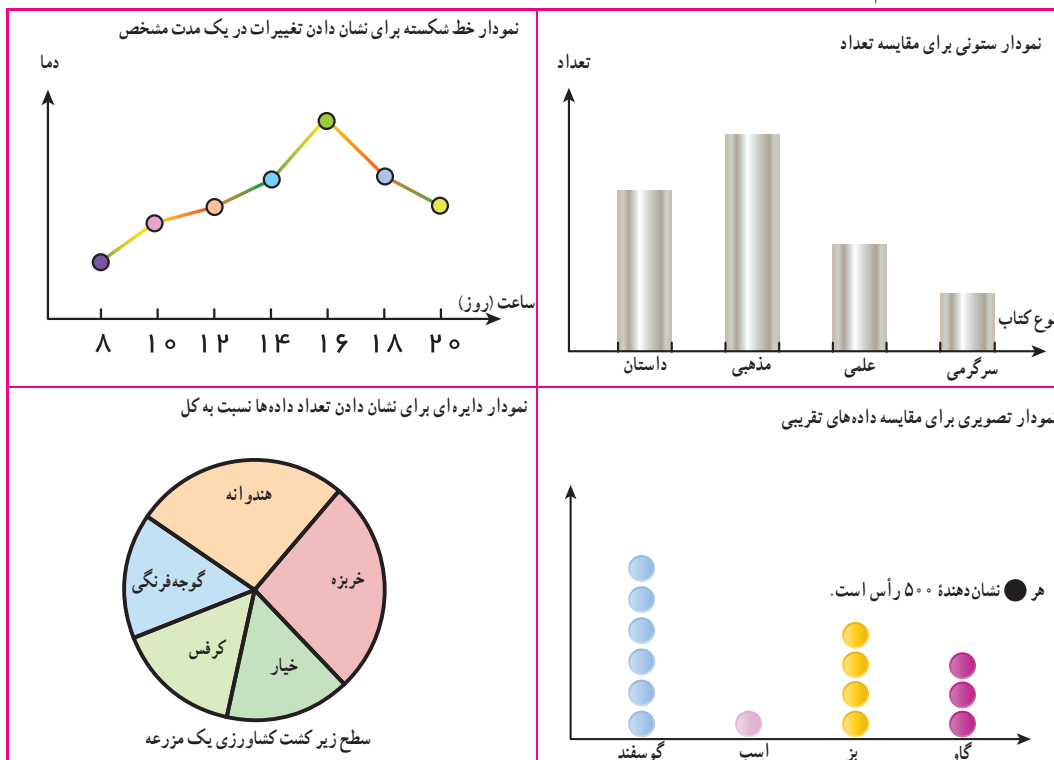 نمودار ستونی برای مقایسه تعداد
تعداد
نوع کتاب
داستان
مذهبی
علمی
سرگرمی
نمودار خط شکسته برای نشان دادن تغییرات در یک مدت مشخص
دما
ساعت (روز)
۸ ۱۰ ۱۲ ۱۴ ۱۶ ۱۸ ۲۰
نمودار تصویری برای مقایسه داده‌های تقریبی
هر نشان‌دهندهٔ ۵۰۰ رأس است.
گوسفند
اسب
بز
گاو
نمودار دایره‌ای برای نشان دادن تعداد داده‌ها نسبت به کل
هندوانه
خربزه
گوجه‌فرنگی
کرفس
خیار
سطح زیر کشت کشاورزی یک مزرعه